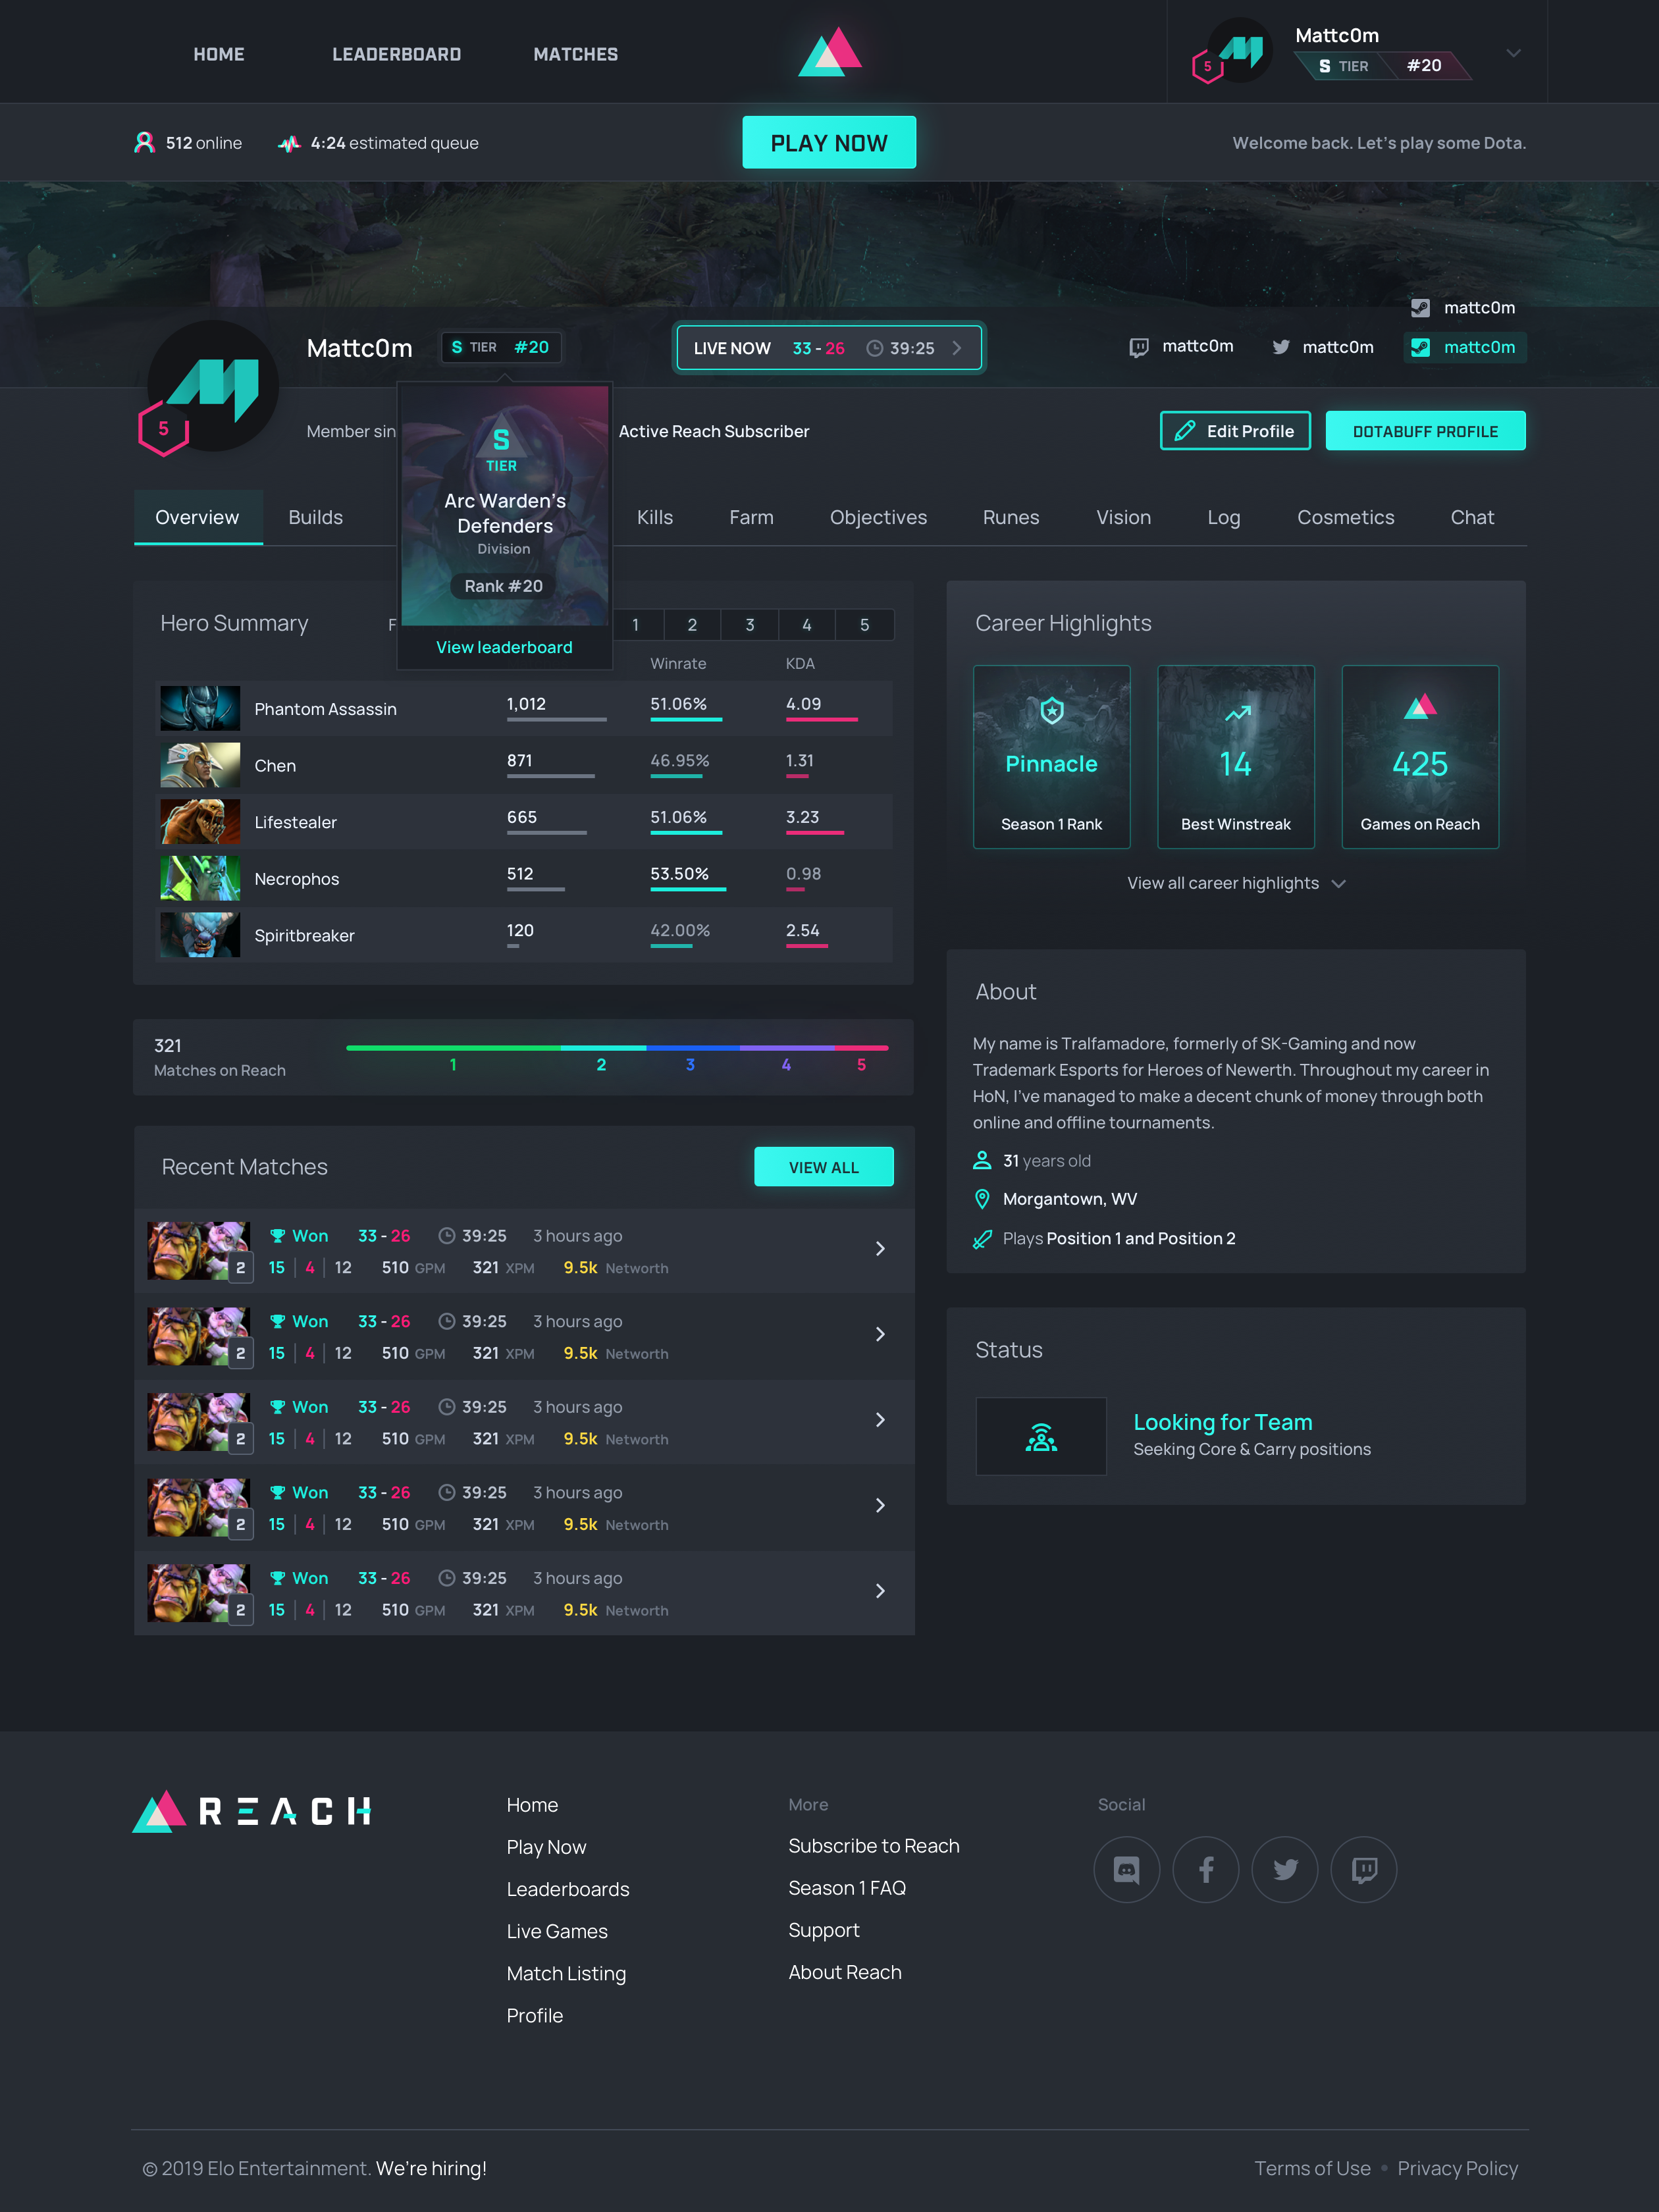 HOME LEADERBOARD MATCHES
Mattc0m
5 S TIER #20
512 online 4:24 estimated queue PLAY NOW Welcome back. Let's play some Dota.
mattc0m
Mattc0m S TIER #20 LIVE NOW 33 - 26 39:25 mattc0m mattc0m mattc0m
5
Member sin Active Reach Subscriber Edit Profile DOTABUFF PROFILE
S
TIER
Arc Warden's
Defenders
Division
Rank #20
View leaderboard
Overview Builds Kills Farm Objectives Runes Vision Log Cosmetics Chat
Hero Summary F 1 2 3 4 5
Winrate KDA
Phantom Assassin 1,012 51.06% 4.09
Chen 871 46.95% 1.31
Lifestealer 665 51.06% 3.23
Necrophos 512 53.50% 0.98
Spiritbreaker 120 42.00% 2.54
321
Matches on Reach
1 2 3 4 5
Recent Matches VIEW ALL
Won 33 - 26 39:25 3 hours ago
2 15 4 12 510 GPM 321 XPM 9.5k Networth
Won 33 - 26 39:25 3 hours ago
2 15 4 12 510 GPM 321 XPM 9.5k Networth
Won 33 - 26 39:25 3 hours ago
2 15 4 12 510 GPM 321 XPM 9.5k Networth
Won 33 - 26 39:25 3 hours ago
2 15 4 12 510 GPM 321 XPM 9.5k Networth
Won 33 - 26 39:25 3 hours ago
2 15 4 12 510 GPM 321 XPM 9.5k Networth
Career Highlights
Pinnacle 14 425
Season 1 Rank Best Winstreak Games on Reach
View all career highlights
About
My name is Tralfamadore, formerly of SK-Gaming and now
Trademark Esports for Heroes of Newerth. Throughout my career in
HoN, I've managed to make a decent chunk of money through both
online and offline tournaments.
31 years old
Morgantown, WV
Plays Position 1 and Position 2
Status
Looking for Team
Seeking Core & Carry positions
REACH
Home
Play Now
Leaderboards
Live Games
Match Listing
Profile
More
Subscribe to Reach
Season 1 FAQ
Support
About Reach
Social
© 2019 Elo Entertainment. We're hiring! Terms of Use • Privacy Policy